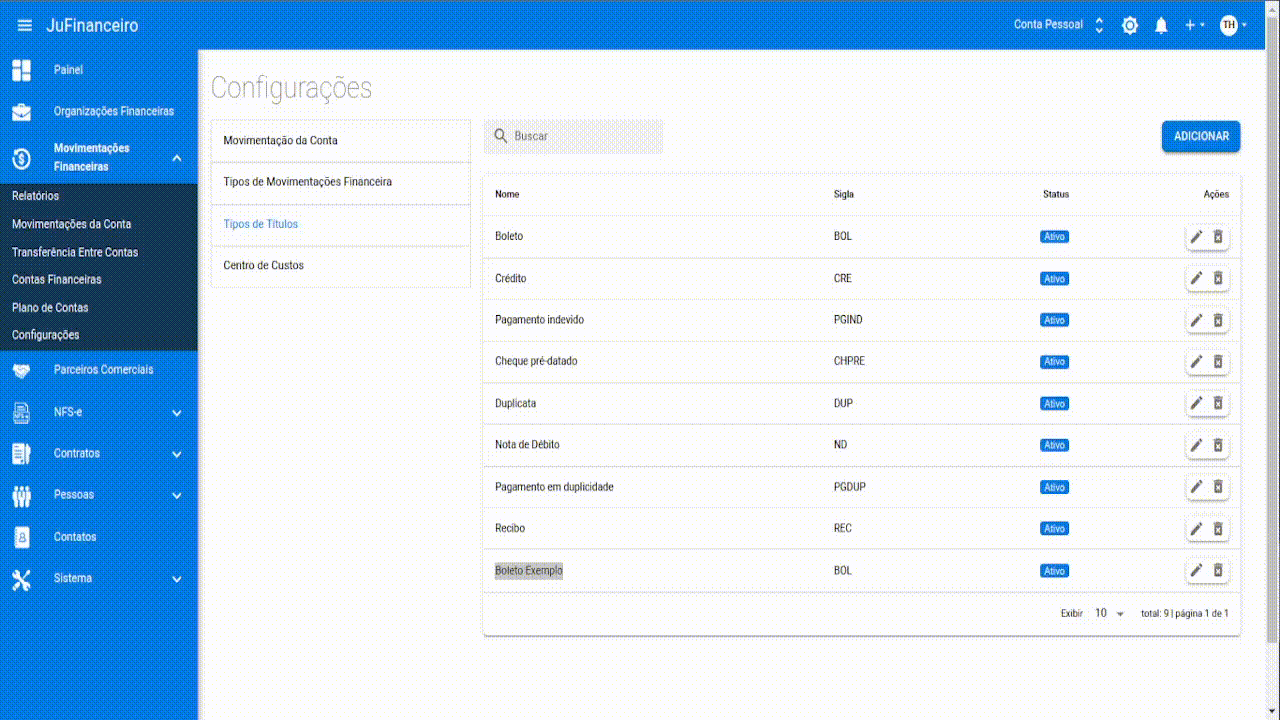 JuFinanceiro
Conta Pessoal
TH
Painel
Organizações Financeiras
Movimentações
Financeiras
Relatórios
Movimentações da Conta
Transferência Entre Contas
Contas Financeiras
Plano de Contas
Configurações
Parceiros Comerciais
NFS-e
Contratos
Pessoas
Contatos
Sistema
Configurações
Movimentação da Conta
Tipos de Movimentações Financeira
Tipos de Títulos
Centro de Custos
Buscar
ADICIONAR
Nome Sigla Status Ações
Boleto BOL Ativo
Crédito CRE Ativo
Pagamento indevido PGIND Ativo
Cheque pré-datado CHPRE Ativo
Duplicata DUP Ativo
Nota de Débito ND Ativo
Pagamento em duplicidade PGDUP Ativo
Recibo REC Ativo
Boleto Exemplo BOL Ativo
Exibir 10 total: 9 | página 1 de 1